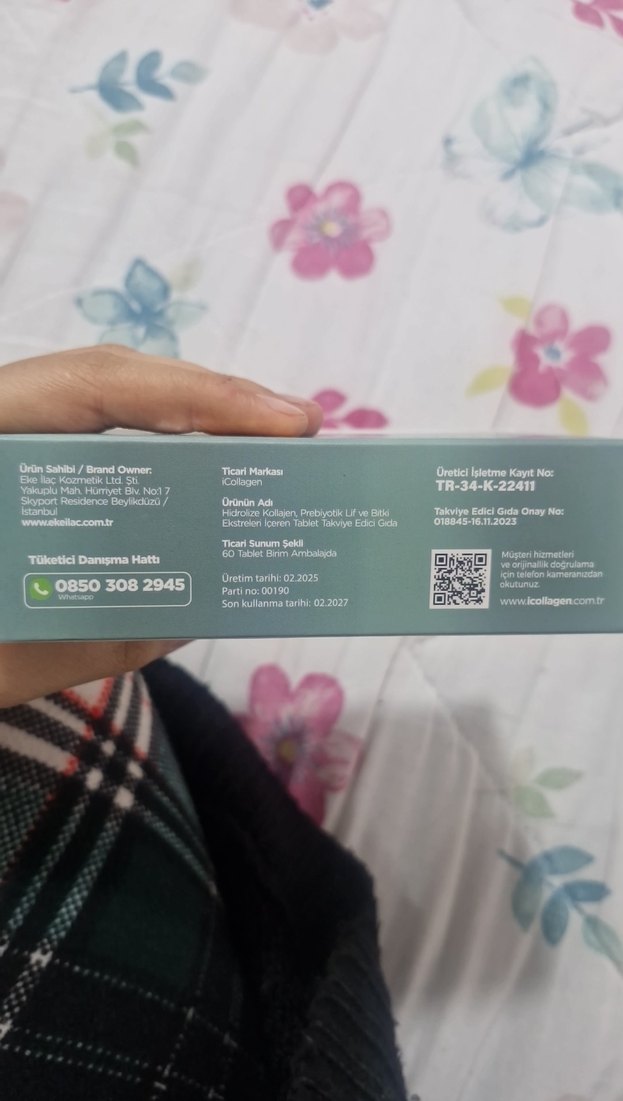 Ürün Sahibi / Brand Owner:
Eke İlaç Kozmetik Ltd. Şti.
Yakuplu Mah. Hürriyet Blv. No:1 7
Skyport Residence Beylikdüzü /
İstanbul
www.ekeilac.com.tr
Tüketici Danışma Hattı
0850 308 2945
Whatsapp
Ticari Markası
iCollagen
Ürünün Adı
Hidrolize Kollajen, Prebiyotik Lif ve Bitki
Ekstreleri İçeren Tablet Takviye Edici Gıda
Ticari Sunum Şekli
60 Tablet Birim Ambalajda
Üretim tarihi: 02.2025
Parti no: 00190
Son kullanma tarihi: 02.2027
Üretici İşletme Kayıt No:
TR-34-K-22411
Takviye Edici Gıda Onay No:
018845-16.11.2023
Müşteri hizmetleri
ve orijinallik doğrulama
için telefon kameranızdan
okutunuz.
www.icollagen.com.tr